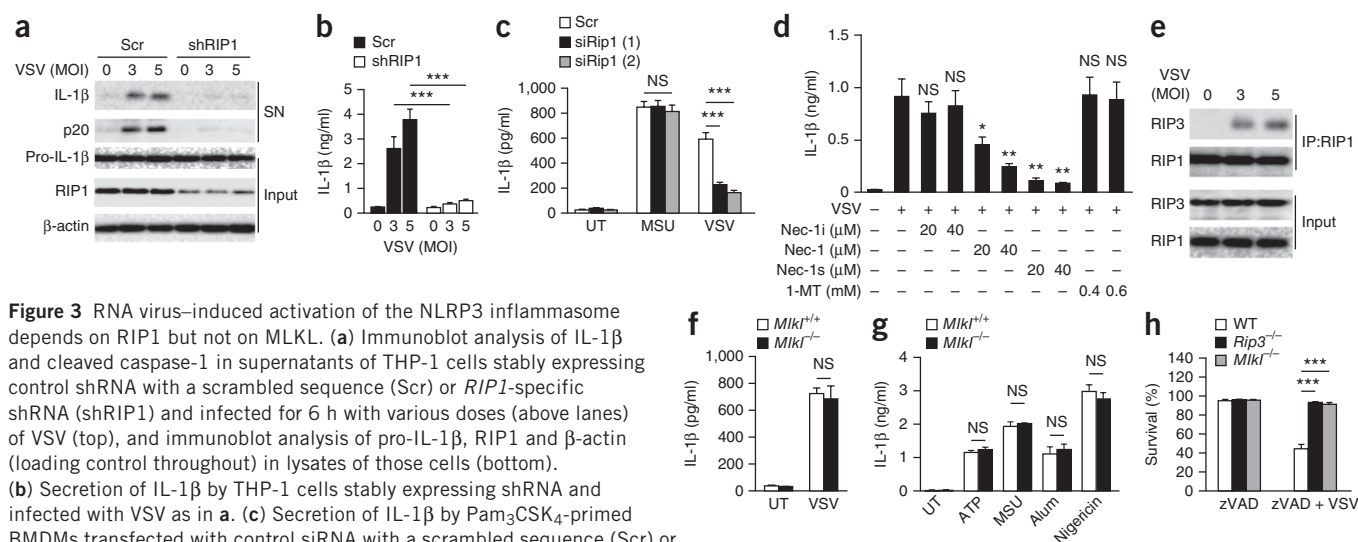 a
Scr shRIP1
VSV (MOI) 0 3 5 0 3 5
IL-1β
p20
SN
Pro-IL-1β
RIP1
β-actin
Input
b
Scr
shRIP1
***
***
IL-1β (ng/ml)
5
4
3
2
1
0
0 3 5 0 3 5
VSV (MOI)
c
Scr
siRip1 (1)
siRip1 (2)
NS
***
***
IL-1β (pg/ml)
1,000
800
600
400
200
0
UT MSU VSV
d
IL-1β (ng/ml)
1.5
1.0
0.5
0
NS NS * ** ** ** NS NS
VSV – + + + + + + + + +
Nec-1i (μM) – – 20 40 – – – – – –
Nec-1 (μM) – – – – 20 40 – – – –
Nec-1s (μM) – – – – – – 20 40 – –
1-MT (mM) – – – – – – – – 0.4 0.6
e
VSV (MOI) 0 3 5
RIP3
RIP1
IP:RIP1
RIP3
RIP1
Input
Figure 3 RNA virus–induced activation of the NLRP3 inflammasome
depends on RIP1 but not on MLKL. (a) Immunoblot analysis of IL-1β
and cleaved caspase-1 in supernatants of THP-1 cells stably expressing
control shRNA with a scrambled sequence (Scr) or RIP1-specific
shRNA (shRIP1) and infected for 6 h with various doses (above lanes)
of VSV (top), and immunoblot analysis of pro-IL-1β, RIP1 and β-actin
(loading control throughout) in lysates of those cells (bottom).
(b) Secretion of IL-1β by THP-1 cells stably expressing shRNA and
infected with VSV as in a. (c) Secretion of IL-1β by Pam3CSK4-primed
BMDMs transfected with control siRNA with a scrambled sequence (Scr) or
f
Mlkl+/+
Mlkl–/–
NS
IL-1β (pg/ml)
1,000
800
600
400
200
0
UT VSV
g
Mlkl+/+
Mlkl–/–
NS NS NS NS
IL-1β (ng/ml)
4
3
2
1
0
UT ATP MSU Alum Nigericin
h
WT
Rip3–/–
Mlkl–/–
***
***
Survival (%)
140
120
100
80
60
40
20
0
zVAD zVAD + VSV